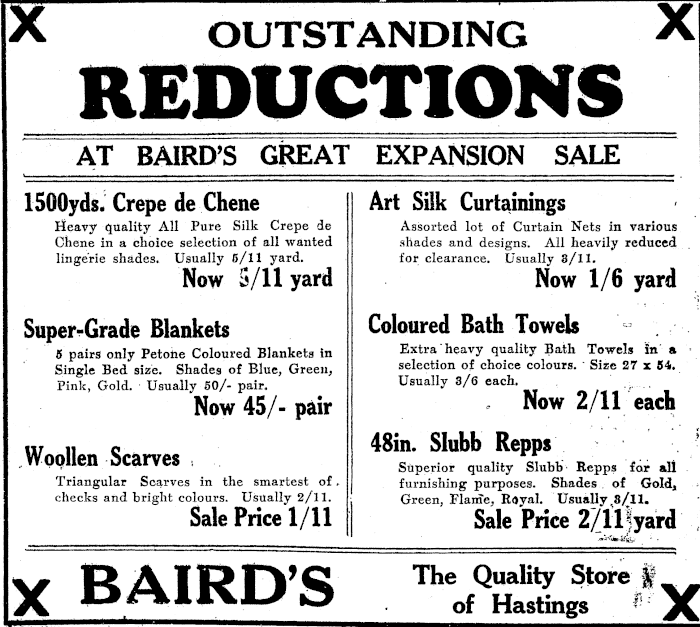 X X
OUTSTANDING
REDUCTIONS
AT BAIRD'S GREAT EXPANSION SALE
1500yds. Crepe de Chene
Heavy quality All Pure Silk Crepe de
Chene in a choice selection of all wanted
lingerie shades. Usually 5/11 yard.
Now /11 yard
Super-Grade Blankets
5 pairs only Petone Coloured Blankets in
Single Bed size. Shades of Blue, Green,
Pink, Gold. Usually 50/- pair.
Now 45/- pair
Woollen Scarves
Triangular Scarves in the smartest of
checks and bright colours. Usually 2/11.
Sale Price 1/11
Art Silk Curtainings
Assorted lot of Curtain Nets in various
shades and designs. All heavily reduced
for clearance. Usually 3/11.
Now 1/6 yard
Coloured Bath Towels
Extra heavy quality Bath Towels in a
selection of choice colours. Size 27 x 54.
Usually 3/6 each.
Now 2/11 each
48in. Slubb Repps
Superior quality Slubb Repps for all
furnishing purposes. Shades of Gold,
Green, Flame, Royal. Usually 3/11.
Sale Price 2/11 yard
BAIRD'S
The Quality Store
of Hastings
X X